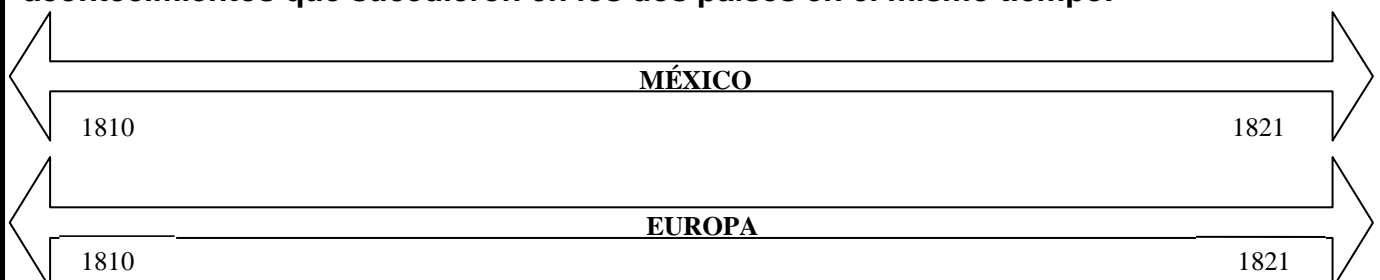 acontecimientos que sucedieron en los dos países en el mismo tiempo.
MÉXICO
1810 1821
EUROPA
1810 1821